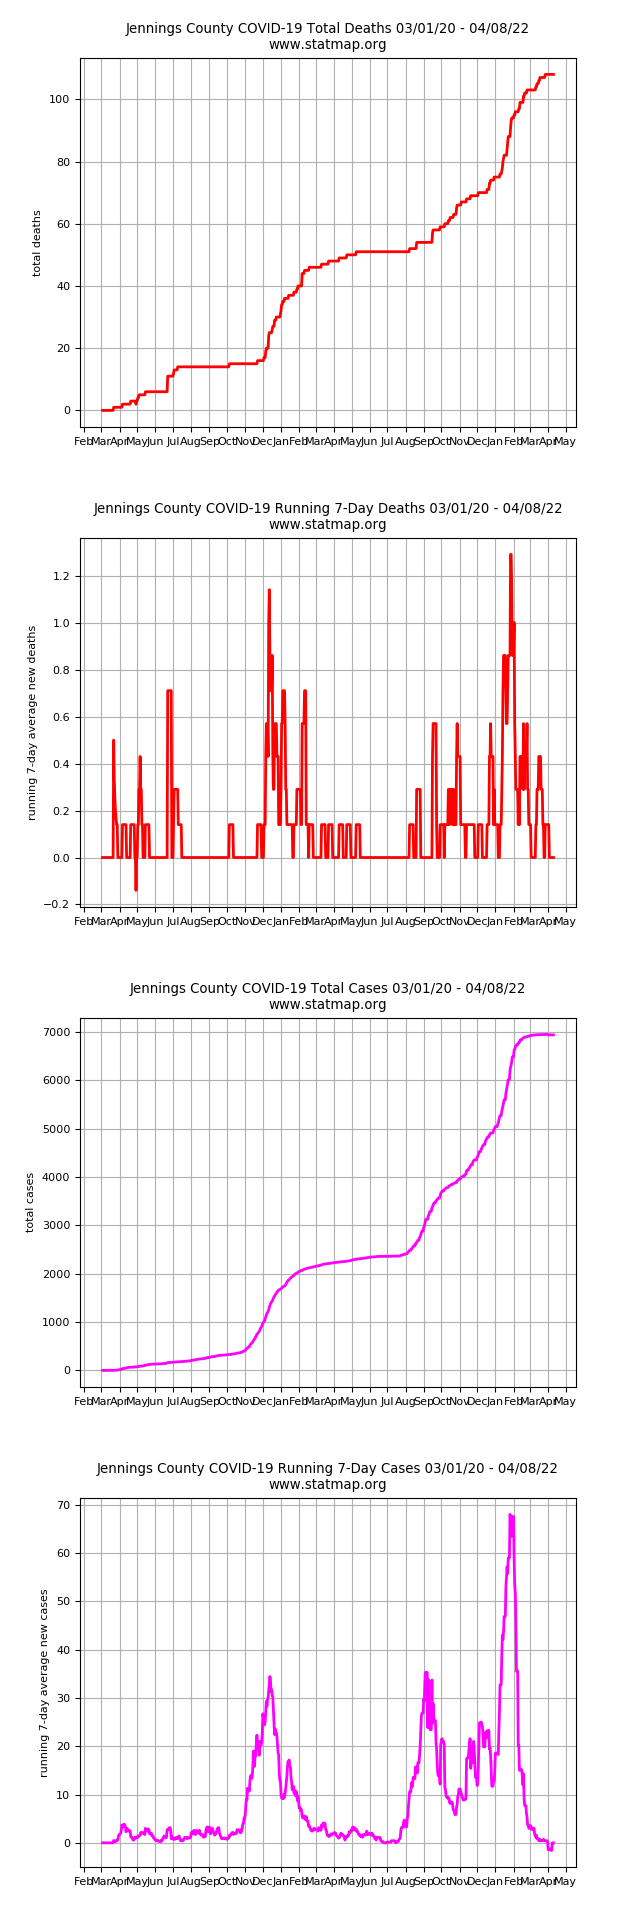 Jennings County COVID-19 Total Deaths 03/01/20 - 04/08/22
www.statmap.org
total deaths
100
80
60
40
20
0
Feb Mar Apr May Jun Jul Aug Sep Oct Nov Dec Jan Feb Mar Apr May Jun Jul Aug Sep Oct Nov Dec Jan Feb Mar Apr May
Jennings County COVID-19 Running 7-Day Deaths 03/01/20 - 04/08/22
www.statmap.org
running 7-day average new deaths
1.2
1.0
0.8
0.6
0.4
0.2
0.0
−0.2
Feb Mar Apr May Jun Jul Aug Sep Oct Nov Dec Jan Feb Mar Apr May Jun Jul Aug Sep Oct Nov Dec Jan Feb Mar Apr May
Jennings County COVID-19 Total Cases 03/01/20 - 04/08/22
www.statmap.org
total cases
7000
6000
5000
4000
3000
2000
1000
0
Feb Mar Apr May Jun Jul Aug Sep Oct Nov Dec Jan Feb Mar Apr May Jun Jul Aug Sep Oct Nov Dec Jan Feb Mar Apr May
Jennings County COVID-19 Running 7-Day Cases 03/01/20 - 04/08/22
www.statmap.org
running 7-day average new cases
70
60
50
40
30
20
10
0
Feb Mar Apr May Jun Jul Aug Sep Oct Nov Dec Jan Feb Mar Apr May Jun Jul Aug Sep Oct Nov Dec Jan Feb Mar Apr May